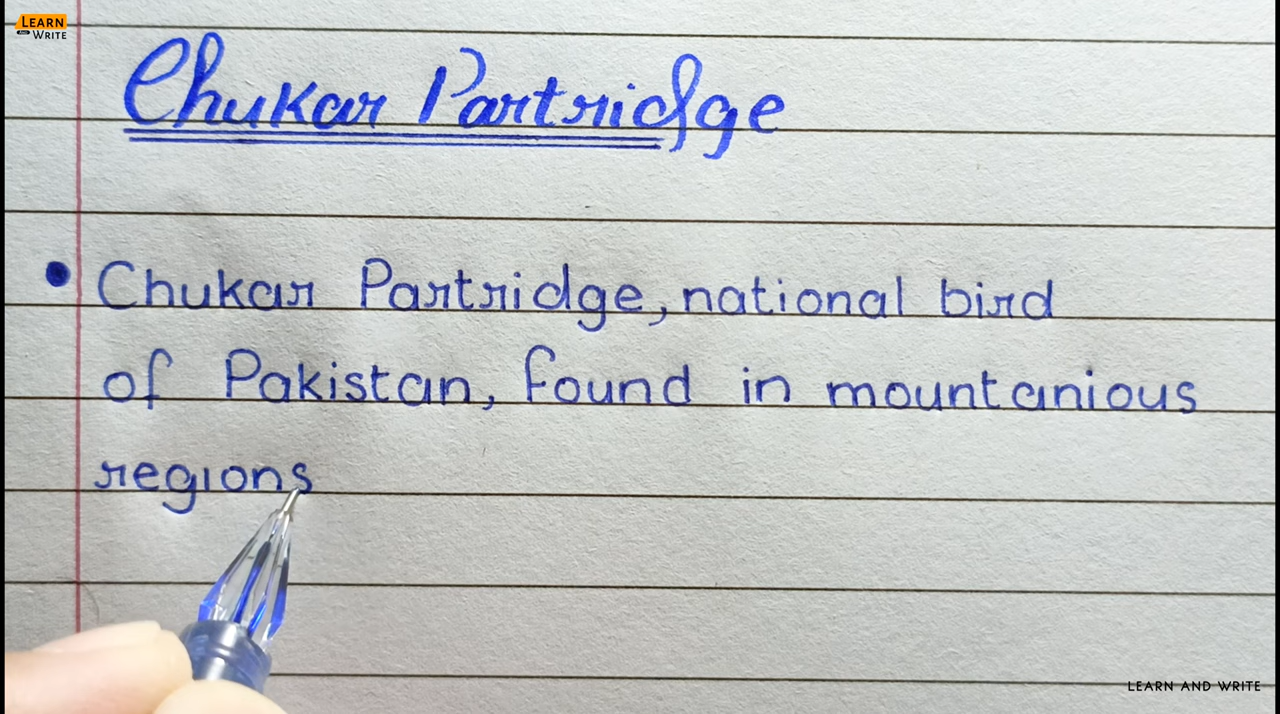 LEARN
AND WRITE
Chukar Partridge
• Chukar Partridge, national bird
of Pakistan, found in mountanious
regions
LEARN AND WRITE